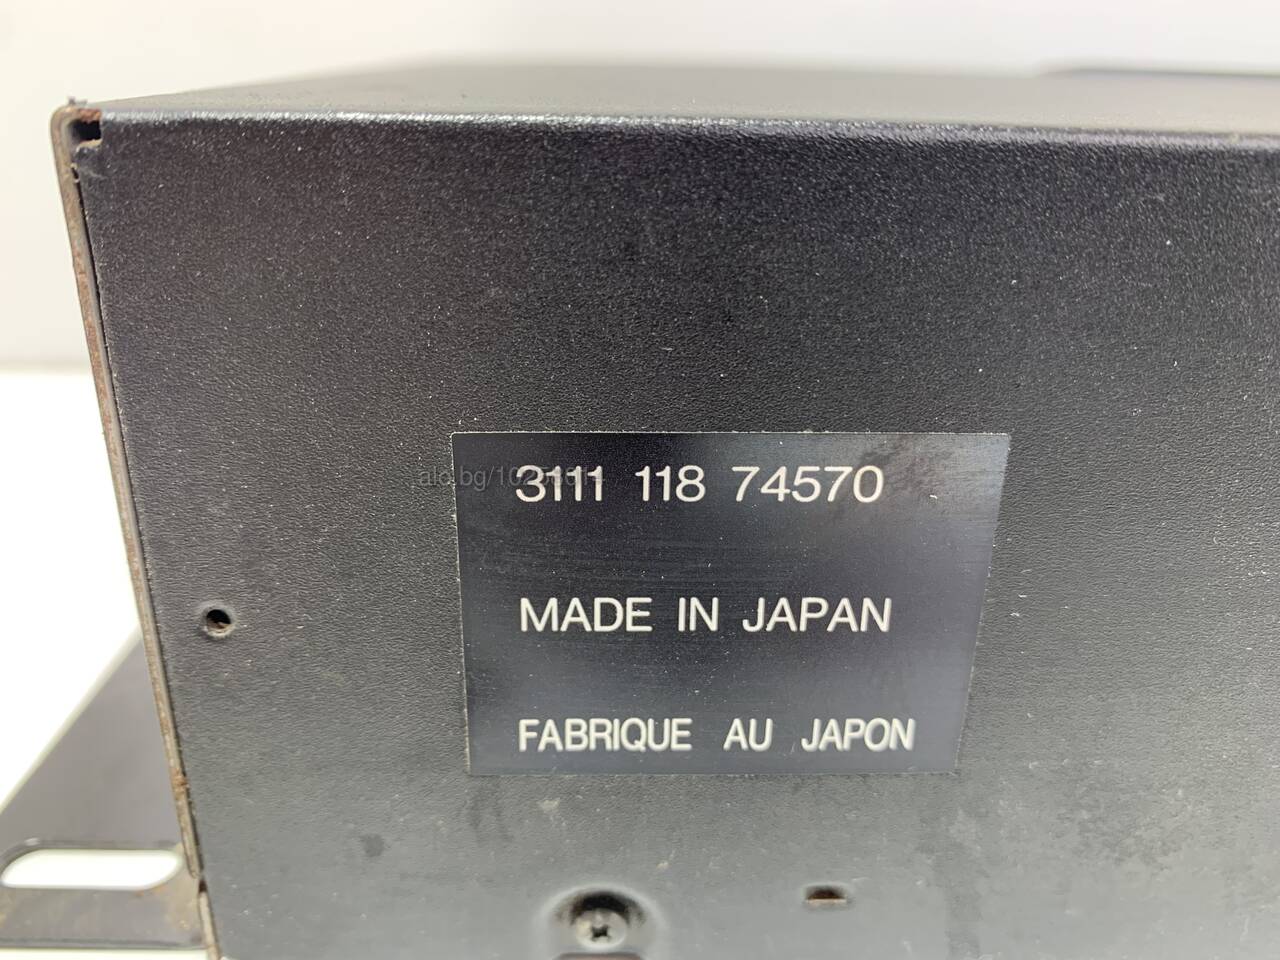 3111 118 74570
MADE IN JAPAN
FABRIQUE AU JAPON